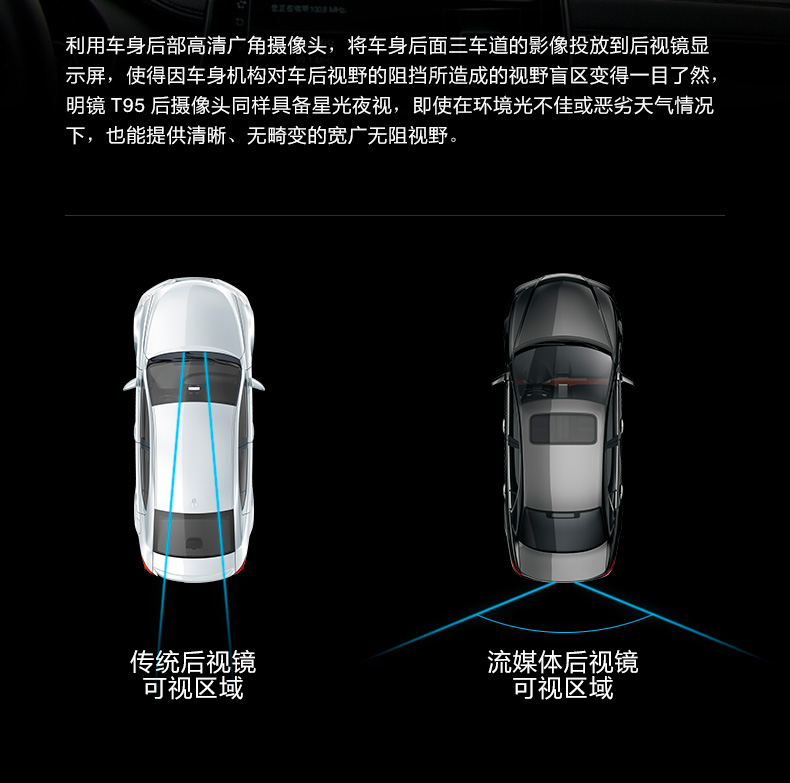 利用车身后部高清广角摄像头，将车身后面三车道的影像投放到后视镜显
示屏，使得因车身机构对车后视野的阻挡所造成的视野盲区变得一目了然，
明镜 T95 后摄像头同样具备星光夜视，即使在环境光不佳或恶劣天气情况
下，也能提供清晰、无畸变的宽广无阻视野。
传统后视镜
可视区域
流媒体后视镜
可视区域